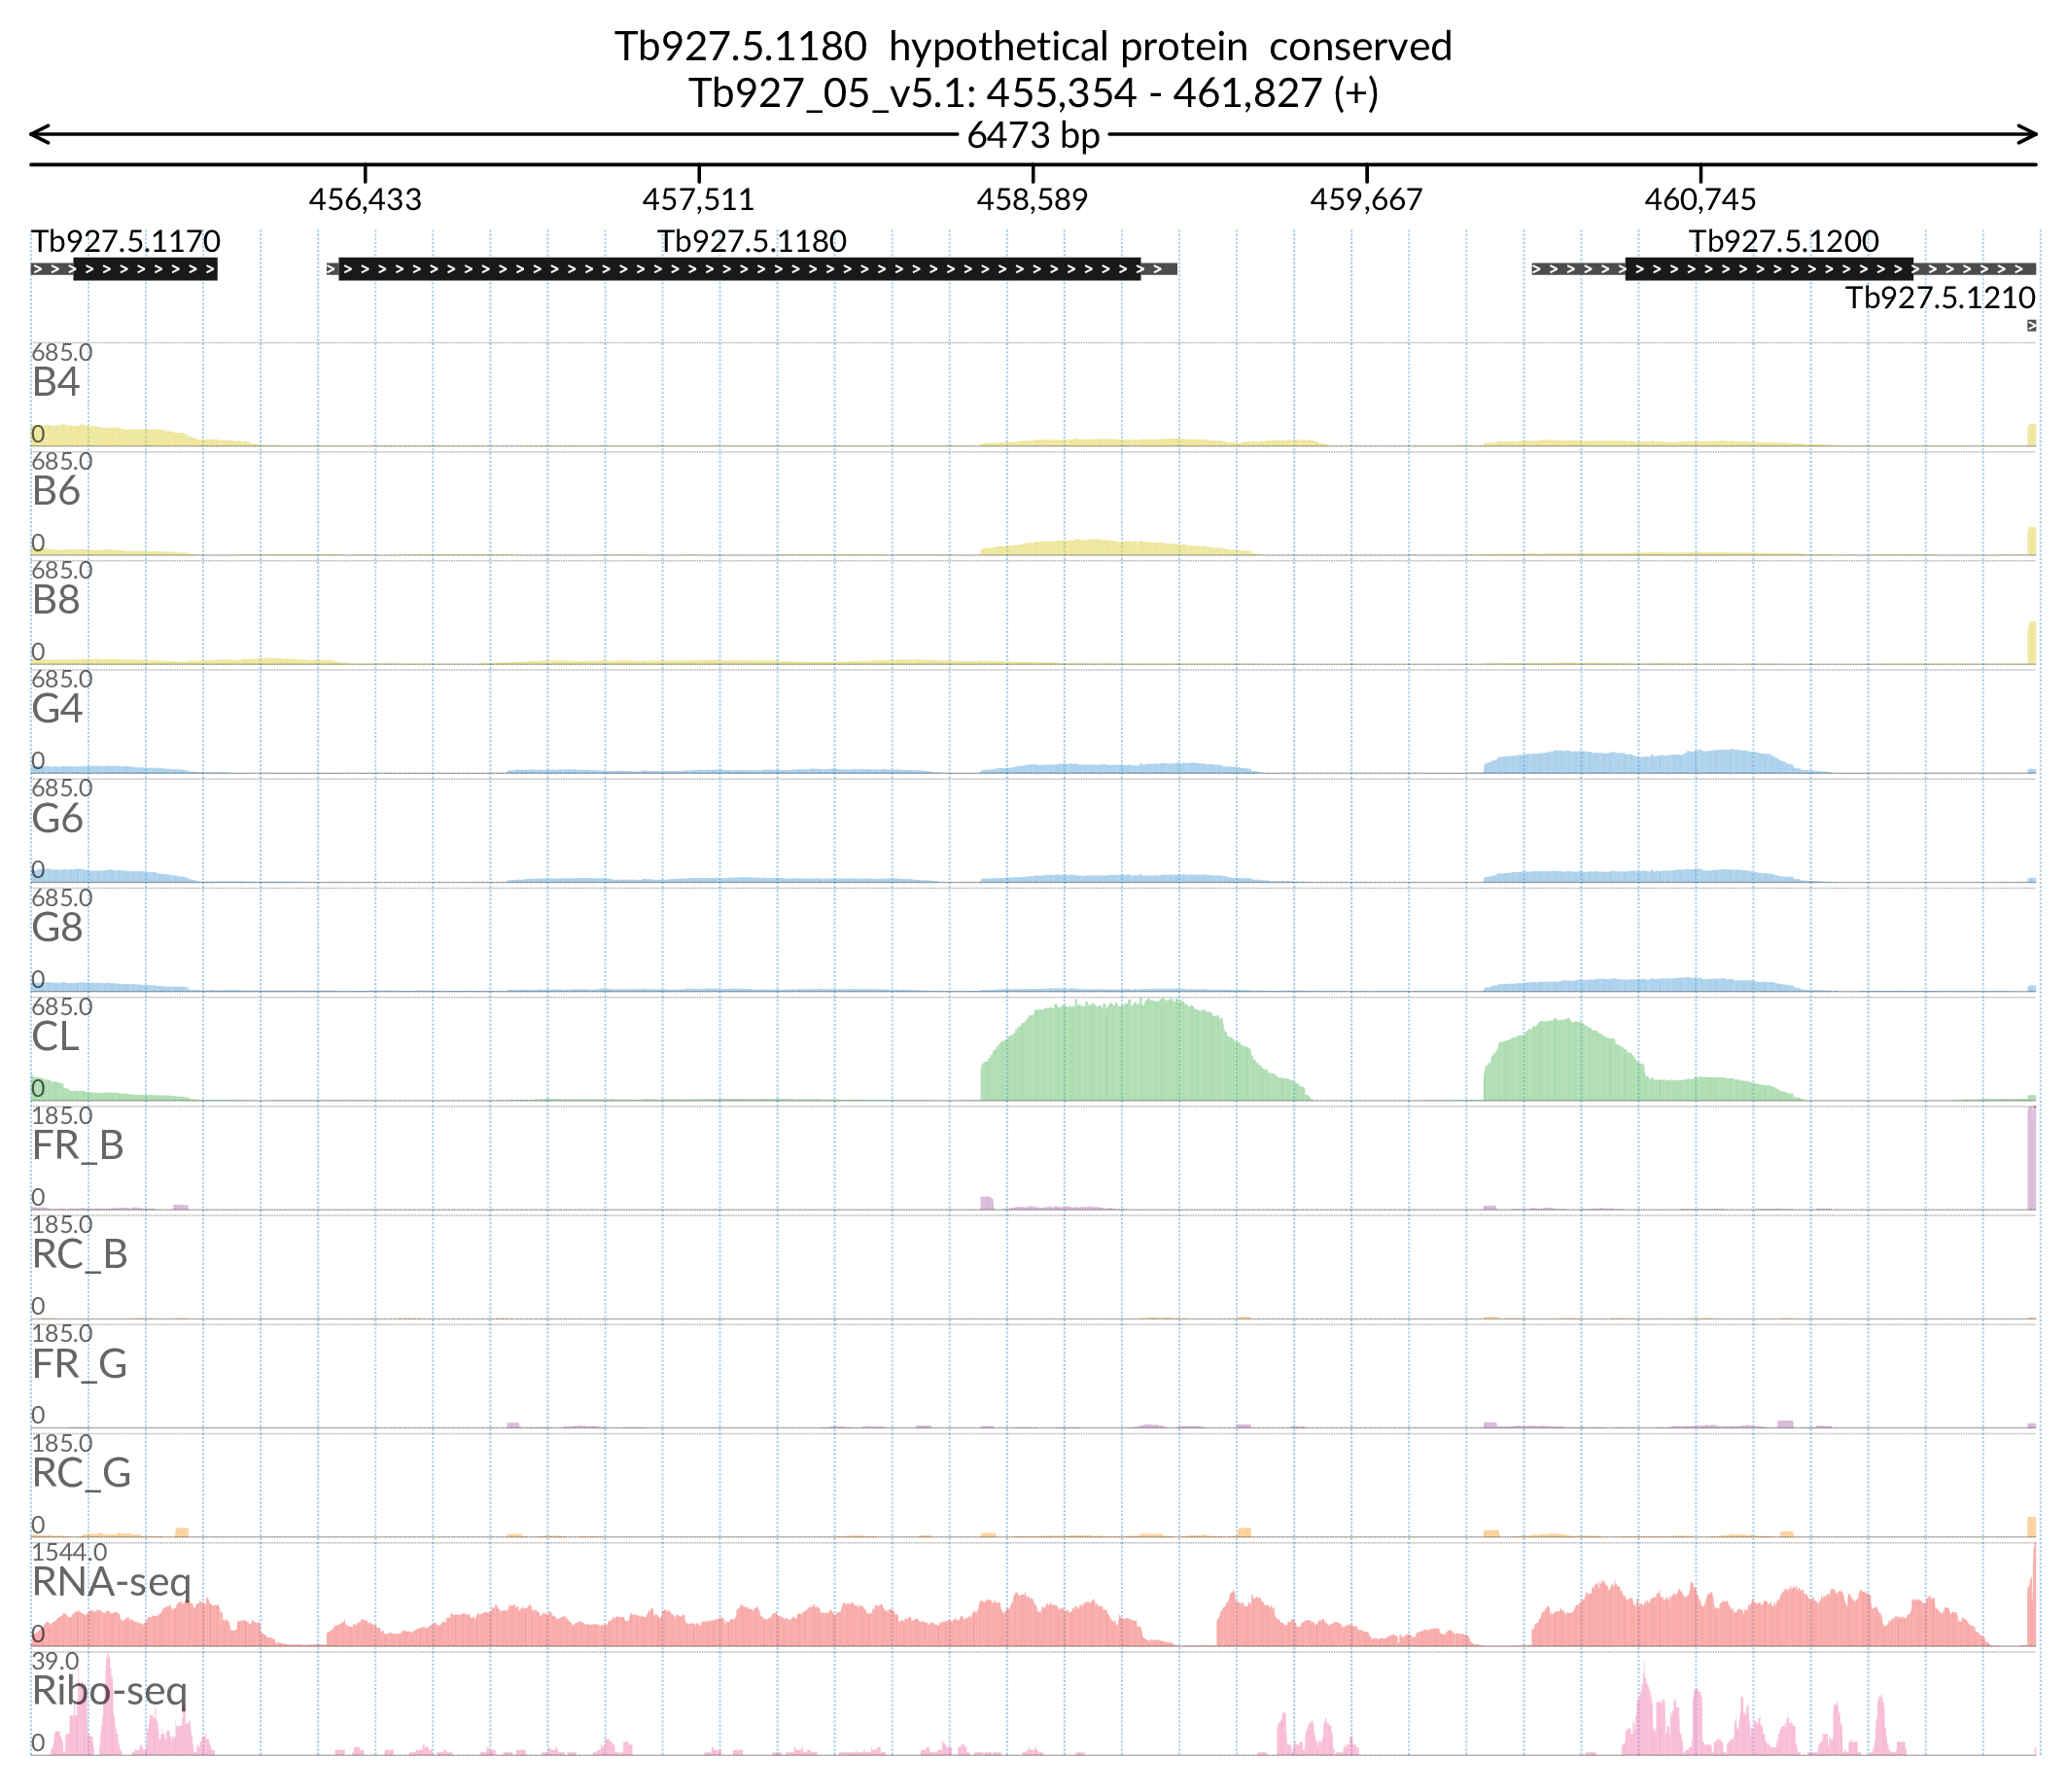 Tb927.5.1180  hypothetical protein  conserved
Tb927_05_v5.1: 455,354 - 461,827 (+)
6473 bp
456,433 457,511 458,589 459,667 460,745
Tb927.5.1170 Tb927.5.1180 Tb927.5.1200
Tb927.5.1210
685.0
B4
0
685.0
B6
0
685.0
B8
0
685.0
G4
0
685.0
G6
0
685.0
G8
0
685.0
CL
0
185.0
FR_B
0
185.0
RC_B
0
185.0
FR_G
0
185.0
RC_G
0
1544.0
RNA-seq
0
39.0
Ribo-seq
0